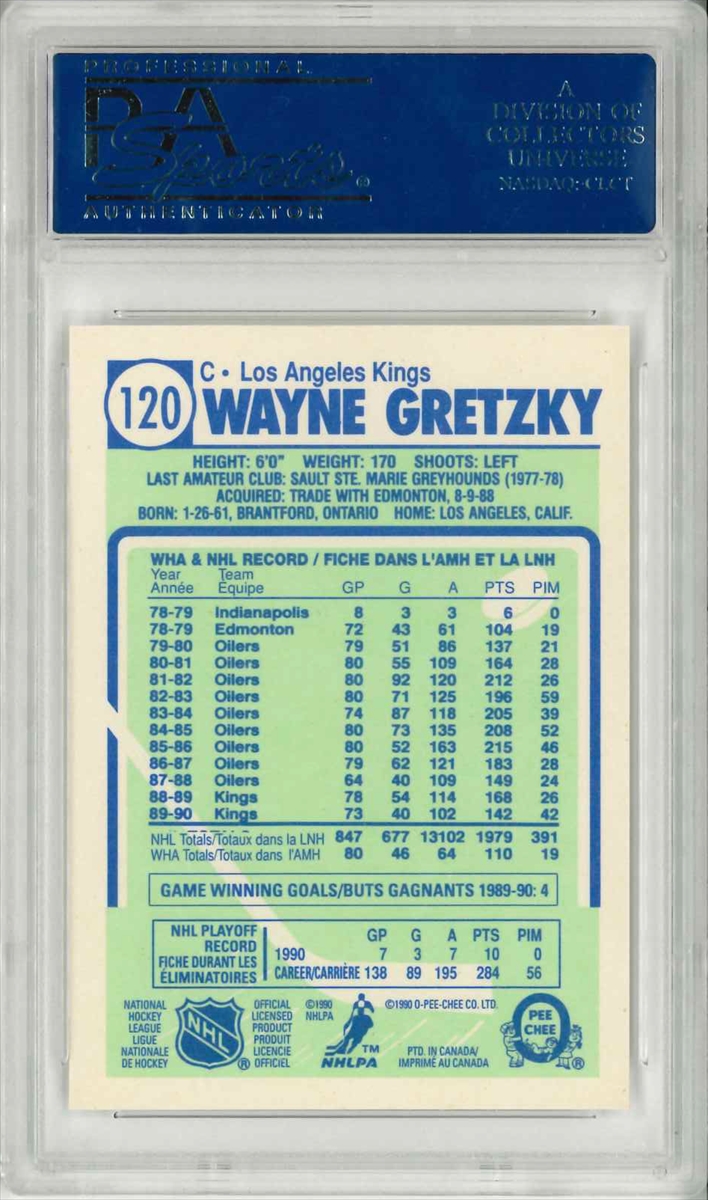 PROFESSIONAL
PSA
Sports®
AUTHENTICATOR
A
DIVISION OF
COLLECTORS
UNIVERSE
NASDAQ: CLCT
120
C • Los Angeles Kings
WAYNE GRETZKY
HEIGHT: 6'0" WEIGHT: 170 SHOOTS: LEFT
LAST AMATEUR CLUB: SAULT STE. MARIE GREYHOUNDS (1977-78)
ACQUIRED: TRADE WITH EDMONTON, 8-9-88
BORN: 1-26-61, BRANTFORD, ONTARIO HOME: LOS ANGELES, CALIF.
WHA & NHL RECORD / FICHE DANS L'AMH ET LA LNH
Year Team
Année Équipe GP G A PTS PIM
78-79 Indianapolis 8 3 3 6 0
78-79 Edmonton 72 43 61 104 19
79-80 Oilers 79 51 86 137 21
80-81 Oilers 80 55 109 164 28
81-82 Oilers 80 92 120 212 26
82-83 Oilers 80 71 125 196 59
83-84 Oilers 74 87 118 205 39
84-85 Oilers 80 73 135 208 52
85-86 Oilers 80 52 163 215 46
86-87 Oilers 79 62 121 183 28
87-88 Oilers 64 40 109 149 24
88-89 Kings 78 54 114 168 26
89-90 Kings 73 40 102 142 42
NHL Totals/Totaux dans la LNH 847 677 13102 1979 391
WHA Totals/Totaux dans l'AMH 80 46 64 110 19
GAME WINNING GOALS/BUTS GAGNANTS 1989-90: 4
NHL PLAYOFF
RECORD
FICHE DURANT LES
ÉLIMINATOIRES
GP G A PTS PIM
1990 7 3 7 10 0
CAREER/CARRIÈRE 138 89 195 284 56
NATIONAL
HOCKEY
LEAGUE
LIGUE
NATIONALE
DE HOCKEY
NHL
®
OFFICIAL
LICENSED
PRODUCT
PRODUIT
LICENCIE
OFFICIEL
©1990
NHLPA
TM
NHLPA
©1990 O-PEE-CHEE CO. LTD.
PTD. IN CANADA/
IMPRIMÉ AU CANADA
PEE
CHEE
®